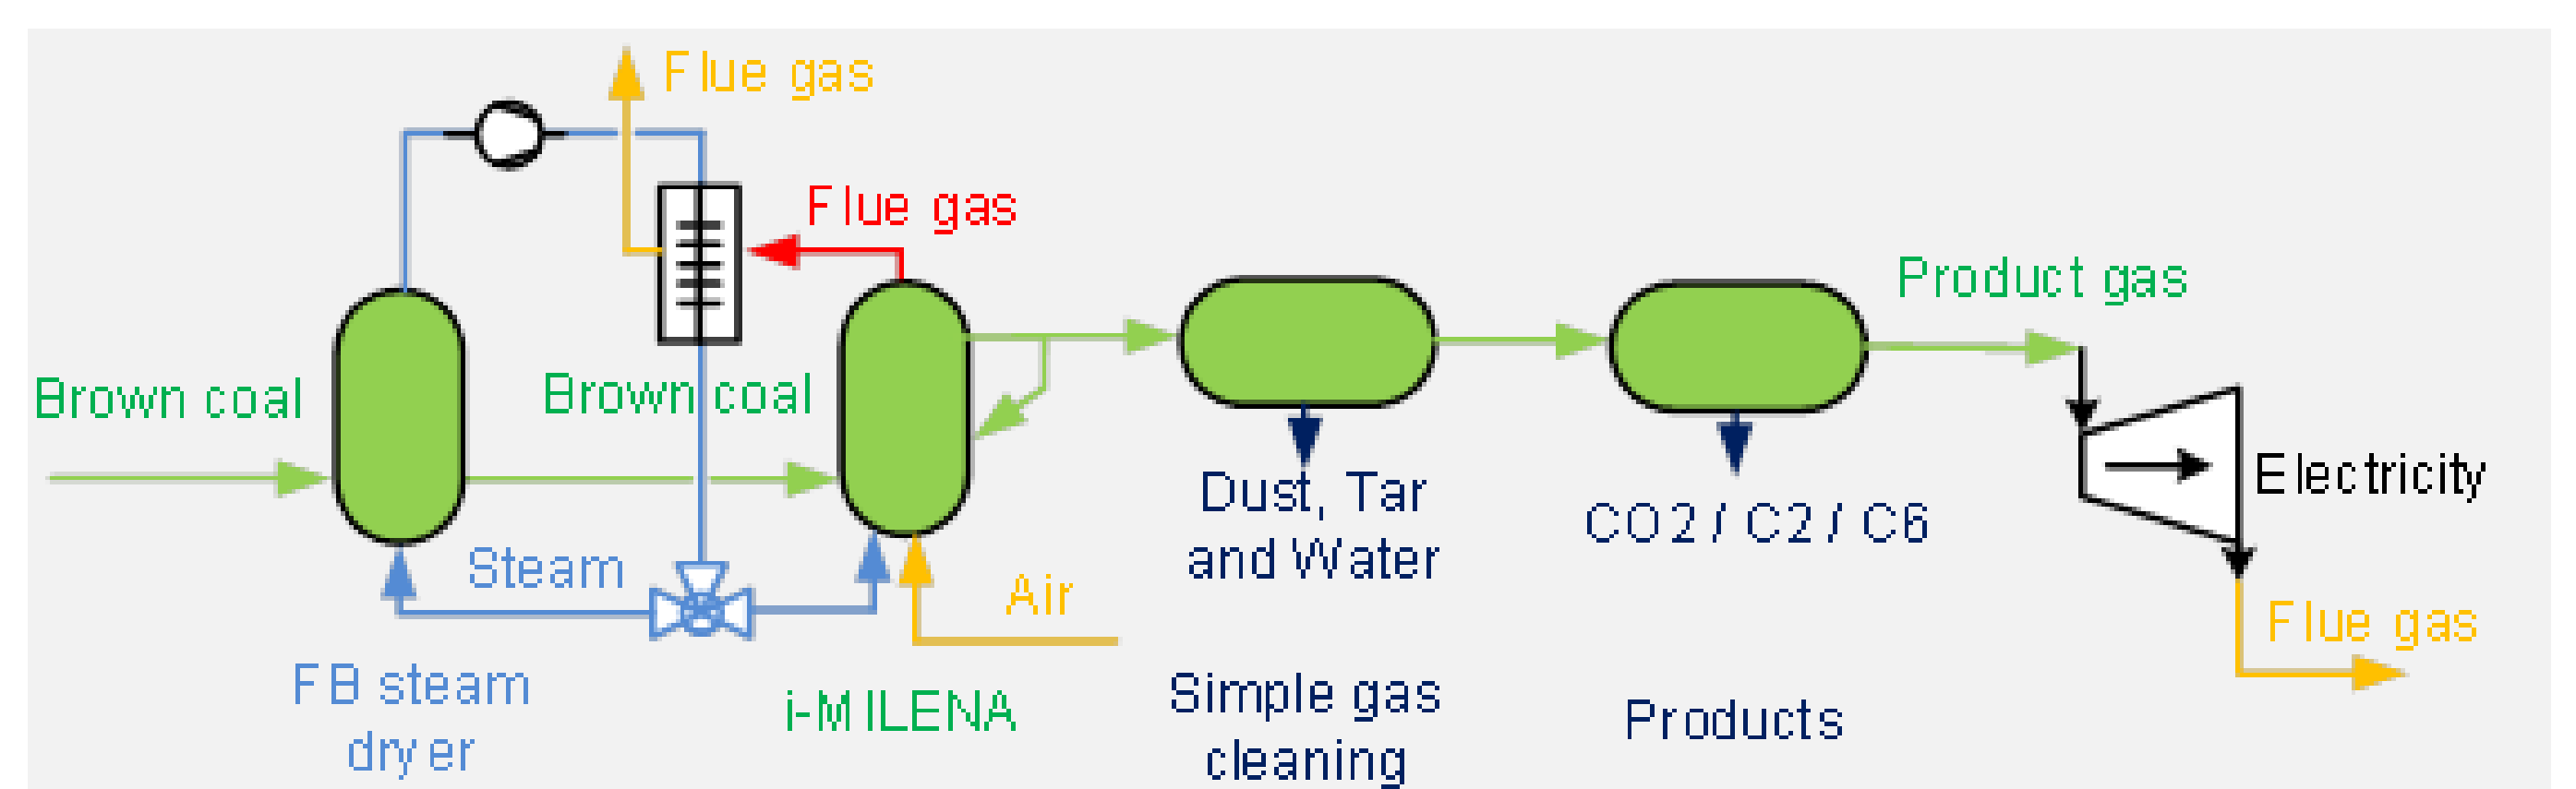 Flue gas
Flue gas
Product gas
Brown coal
Brown coal
Electricity
Dust, Tar
and Water
CO2 / C2 / C6
Steam
Air
Flue gas
FB steam
dryer
i-MILENA
Simple gas
cleaning
Products